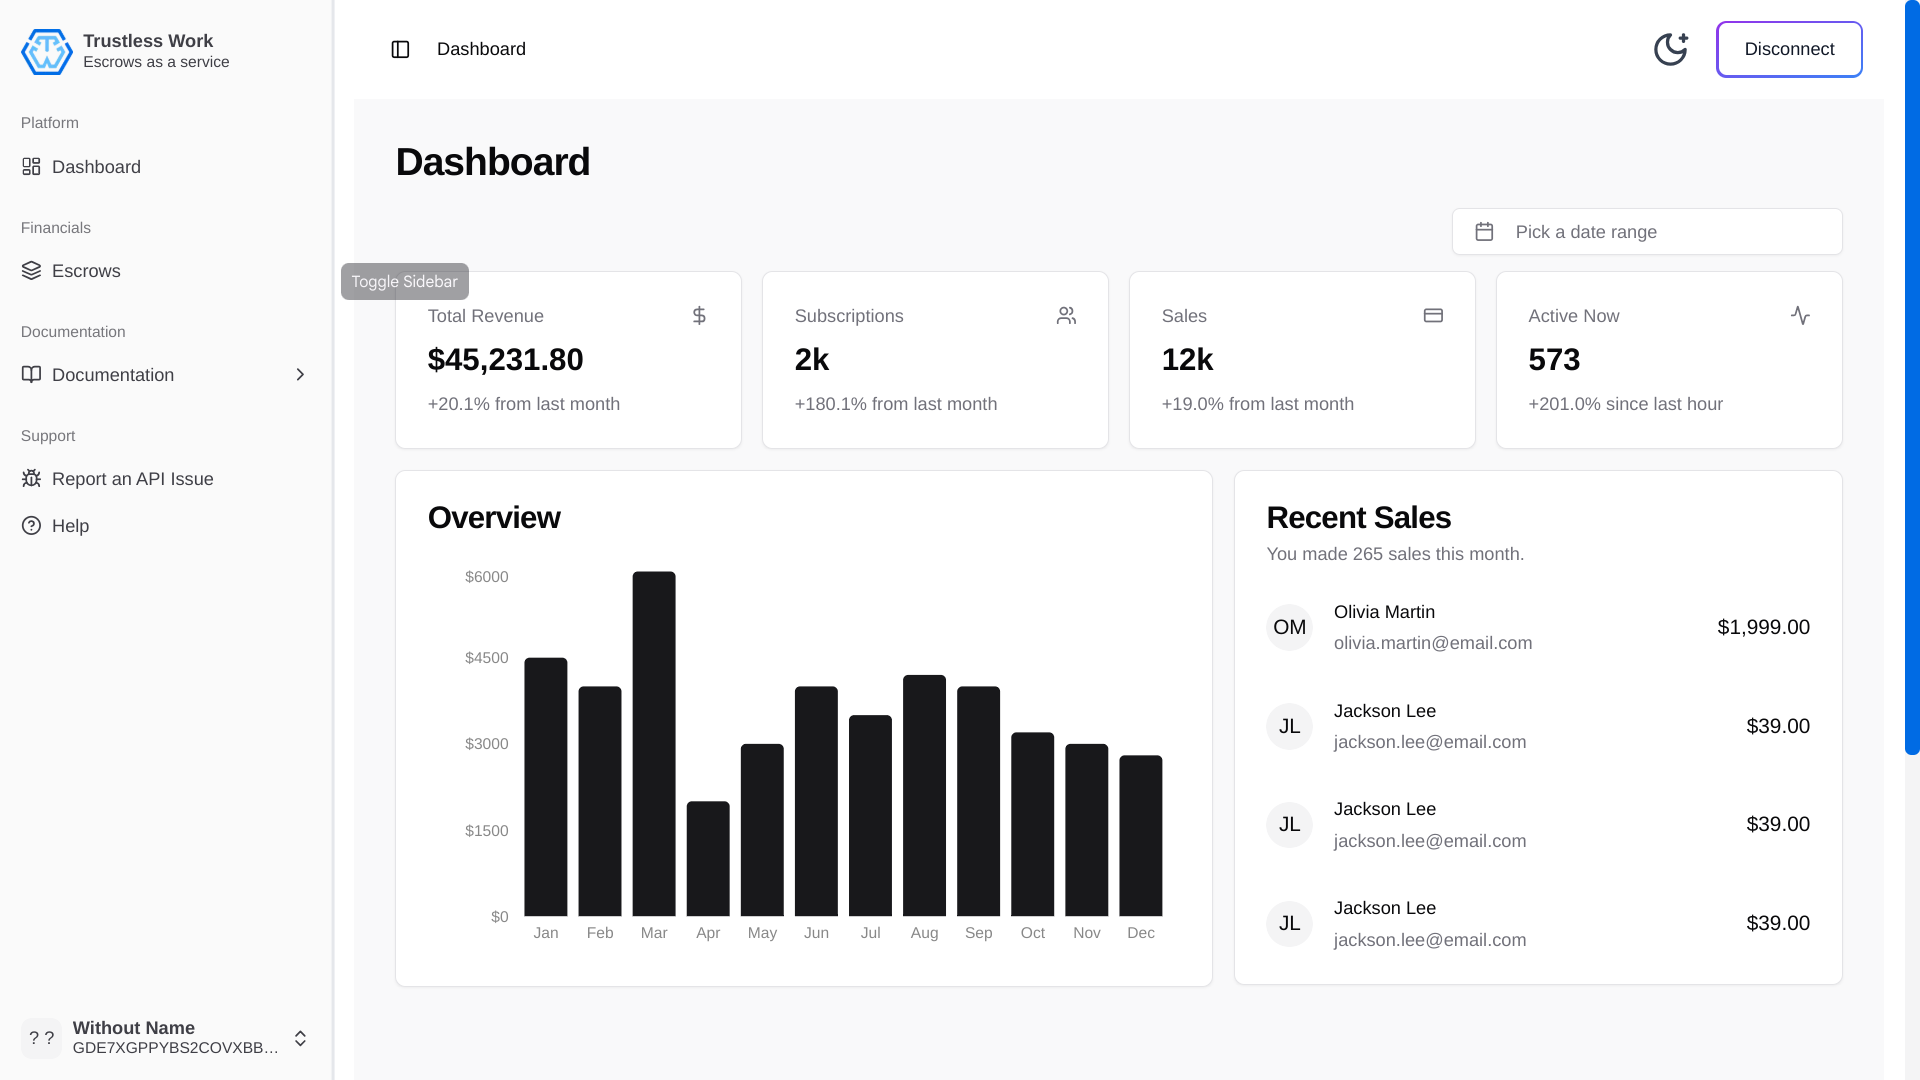 Trustless Work
Escrows as a service
Platform
Dashboard
Financials
Escrows
Documentation
Documentation
Support
Report an API Issue
Help
? ?
Without Name
GDE7XGPPYBS2COVXBB...
Dashboard
Disconnect
Dashboard
Pick a date range
Toggle Sidebar
Total Revenue
$45,231.80
+20.1% from last month
Subscriptions
2k
+180.1% from last month
Sales
12k
+19.0% from last month
Active Now
573
+201.0% since last hour
Overview
$6000
$4500
$3000
$1500
$0
Jan Feb Mar Apr May Jun Jul Aug Sep Oct Nov Dec
Recent Sales
You made 265 sales this month.
OM
Olivia Martin
olivia.martin@email.com
$1,999.00
JL
Jackson Lee
jackson.lee@email.com
$39.00
JL
Jackson Lee
jackson.lee@email.com
$39.00
JL
Jackson Lee
jackson.lee@email.com
$39.00